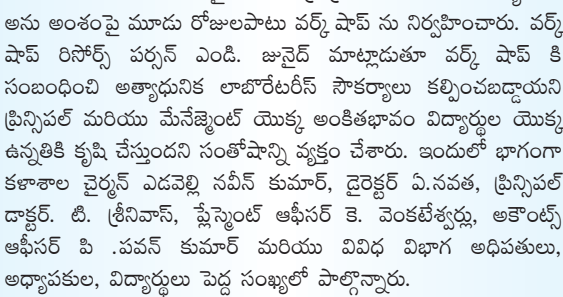 అను అంశంపై మూడు రోజులపాటు వర్క్ షాప్ ను నిర్వహించారు. వర్క్
షాప్ రిసోర్స్ పర్సన్ ఎండి. జునైద్ మాట్లాడుతూ వర్క్ షాప్ కి
సంబంధించి అత్యాధునిక లాబొరేటరీస్ సౌకర్యాలు కల్పించబడ్డాయని
ప్రిన్సిపల్ మరియు మేనేజ్మెంట్ యొక్క అంకితభావం విద్యార్థుల యొక్క
ఉన్నతికి కృషి చేస్తుందని సంతోషాన్ని వ్యక్తం చేశారు. ఇందులో భాగంగా
కళాశాల చైర్మన్ ఎడవెల్లి నవీన్ కుమార్, డైరెక్టర్ ఏ.నవత, ప్రిన్సిపల్
డాక్టర్. టి. శ్రీనివాస్, ప్లేస్మెంట్ ఆఫీసర్ కె. వెంకటేశ్వర్లు, అకౌంట్స్
ఆఫీసర్ పి .పవన్ కుమార్ మరియు వివిధ విభాగ అధిపతులు,
అధ్యాపకుల, విద్యార్థులు పెద్ద సంఖ్యలో పాల్గొన్నారు.